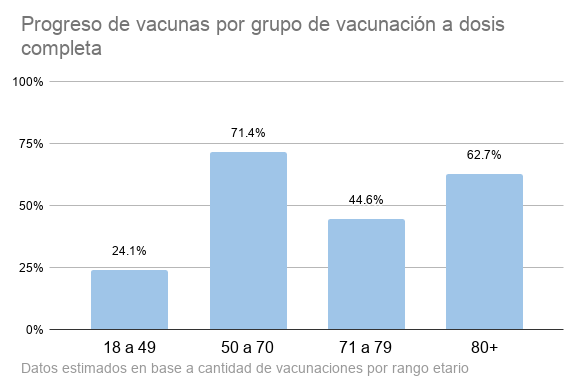 Progreso de vacunas por grupo de vacunación a dosis
completa
100%
75%
50%
25%
0%
24.1%
71.4%
44.6%
62.7%
18 a 49
50 a 70
71 a 79
80+
Datos estimados en base a cantidad de vacunaciones por rango etario